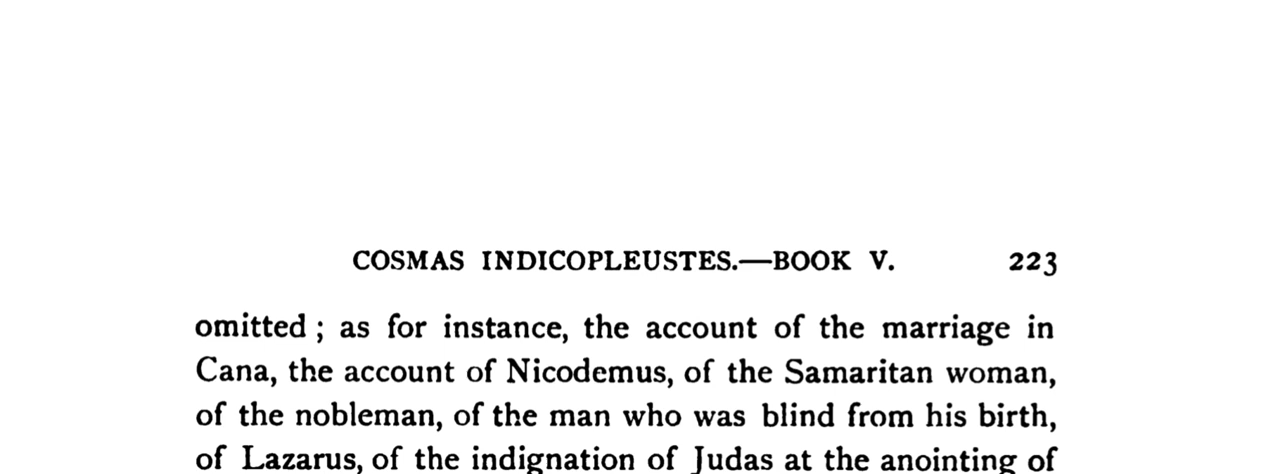 COSMAS INDICOPLEUSTES.—BOOK V. 223
omitted ; as for instance, the account of the marriage in
Cana, the account of Nicodemus, of the Samaritan woman,
of the nobleman, of the man who was blind from his birth,
of Lazarus, of the indignation of Judas at the anointing of